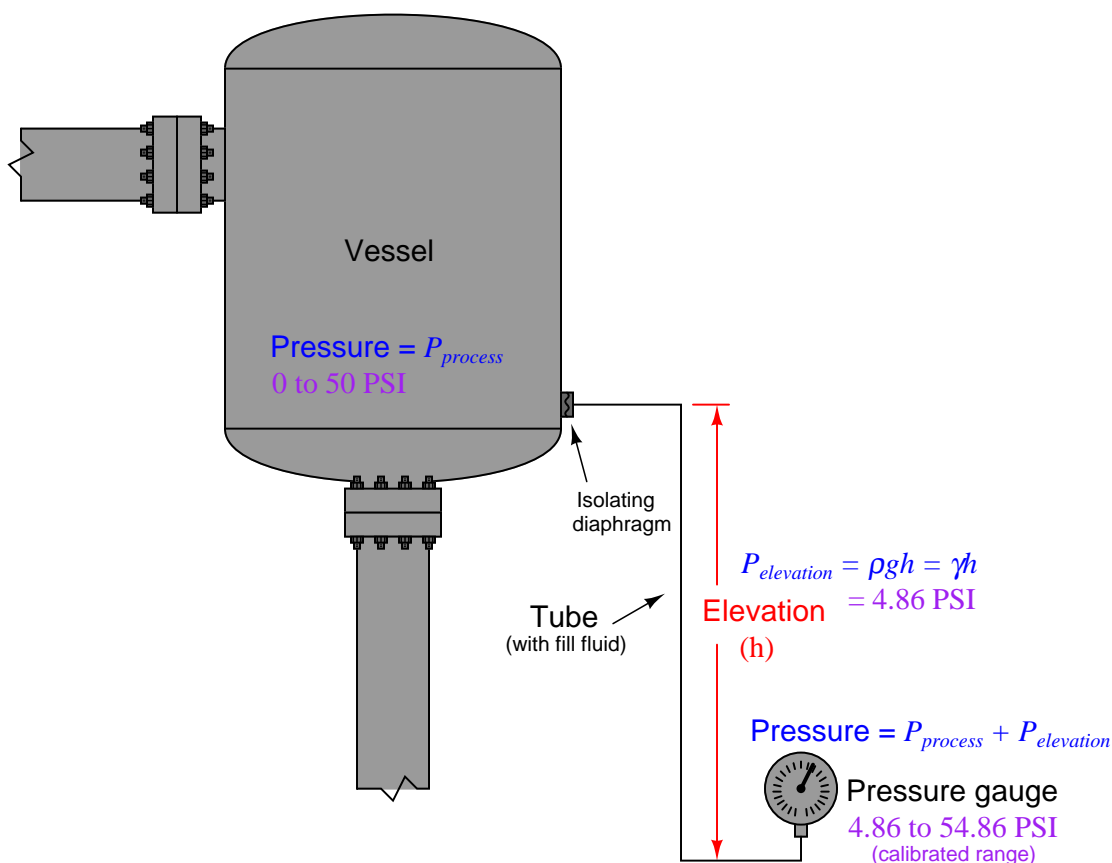 Vessel
Pressure = P_process
0 to 50 PSI
Isolating
diaphragm
P_elevation = ρgh = γh
= 4.86 PSI
Tube
(with fill fluid)
Elevation
(h)
Pressure = P_process + P_elevation
Pressure gauge
4.86 to 54.86 PSI
(calibrated range)